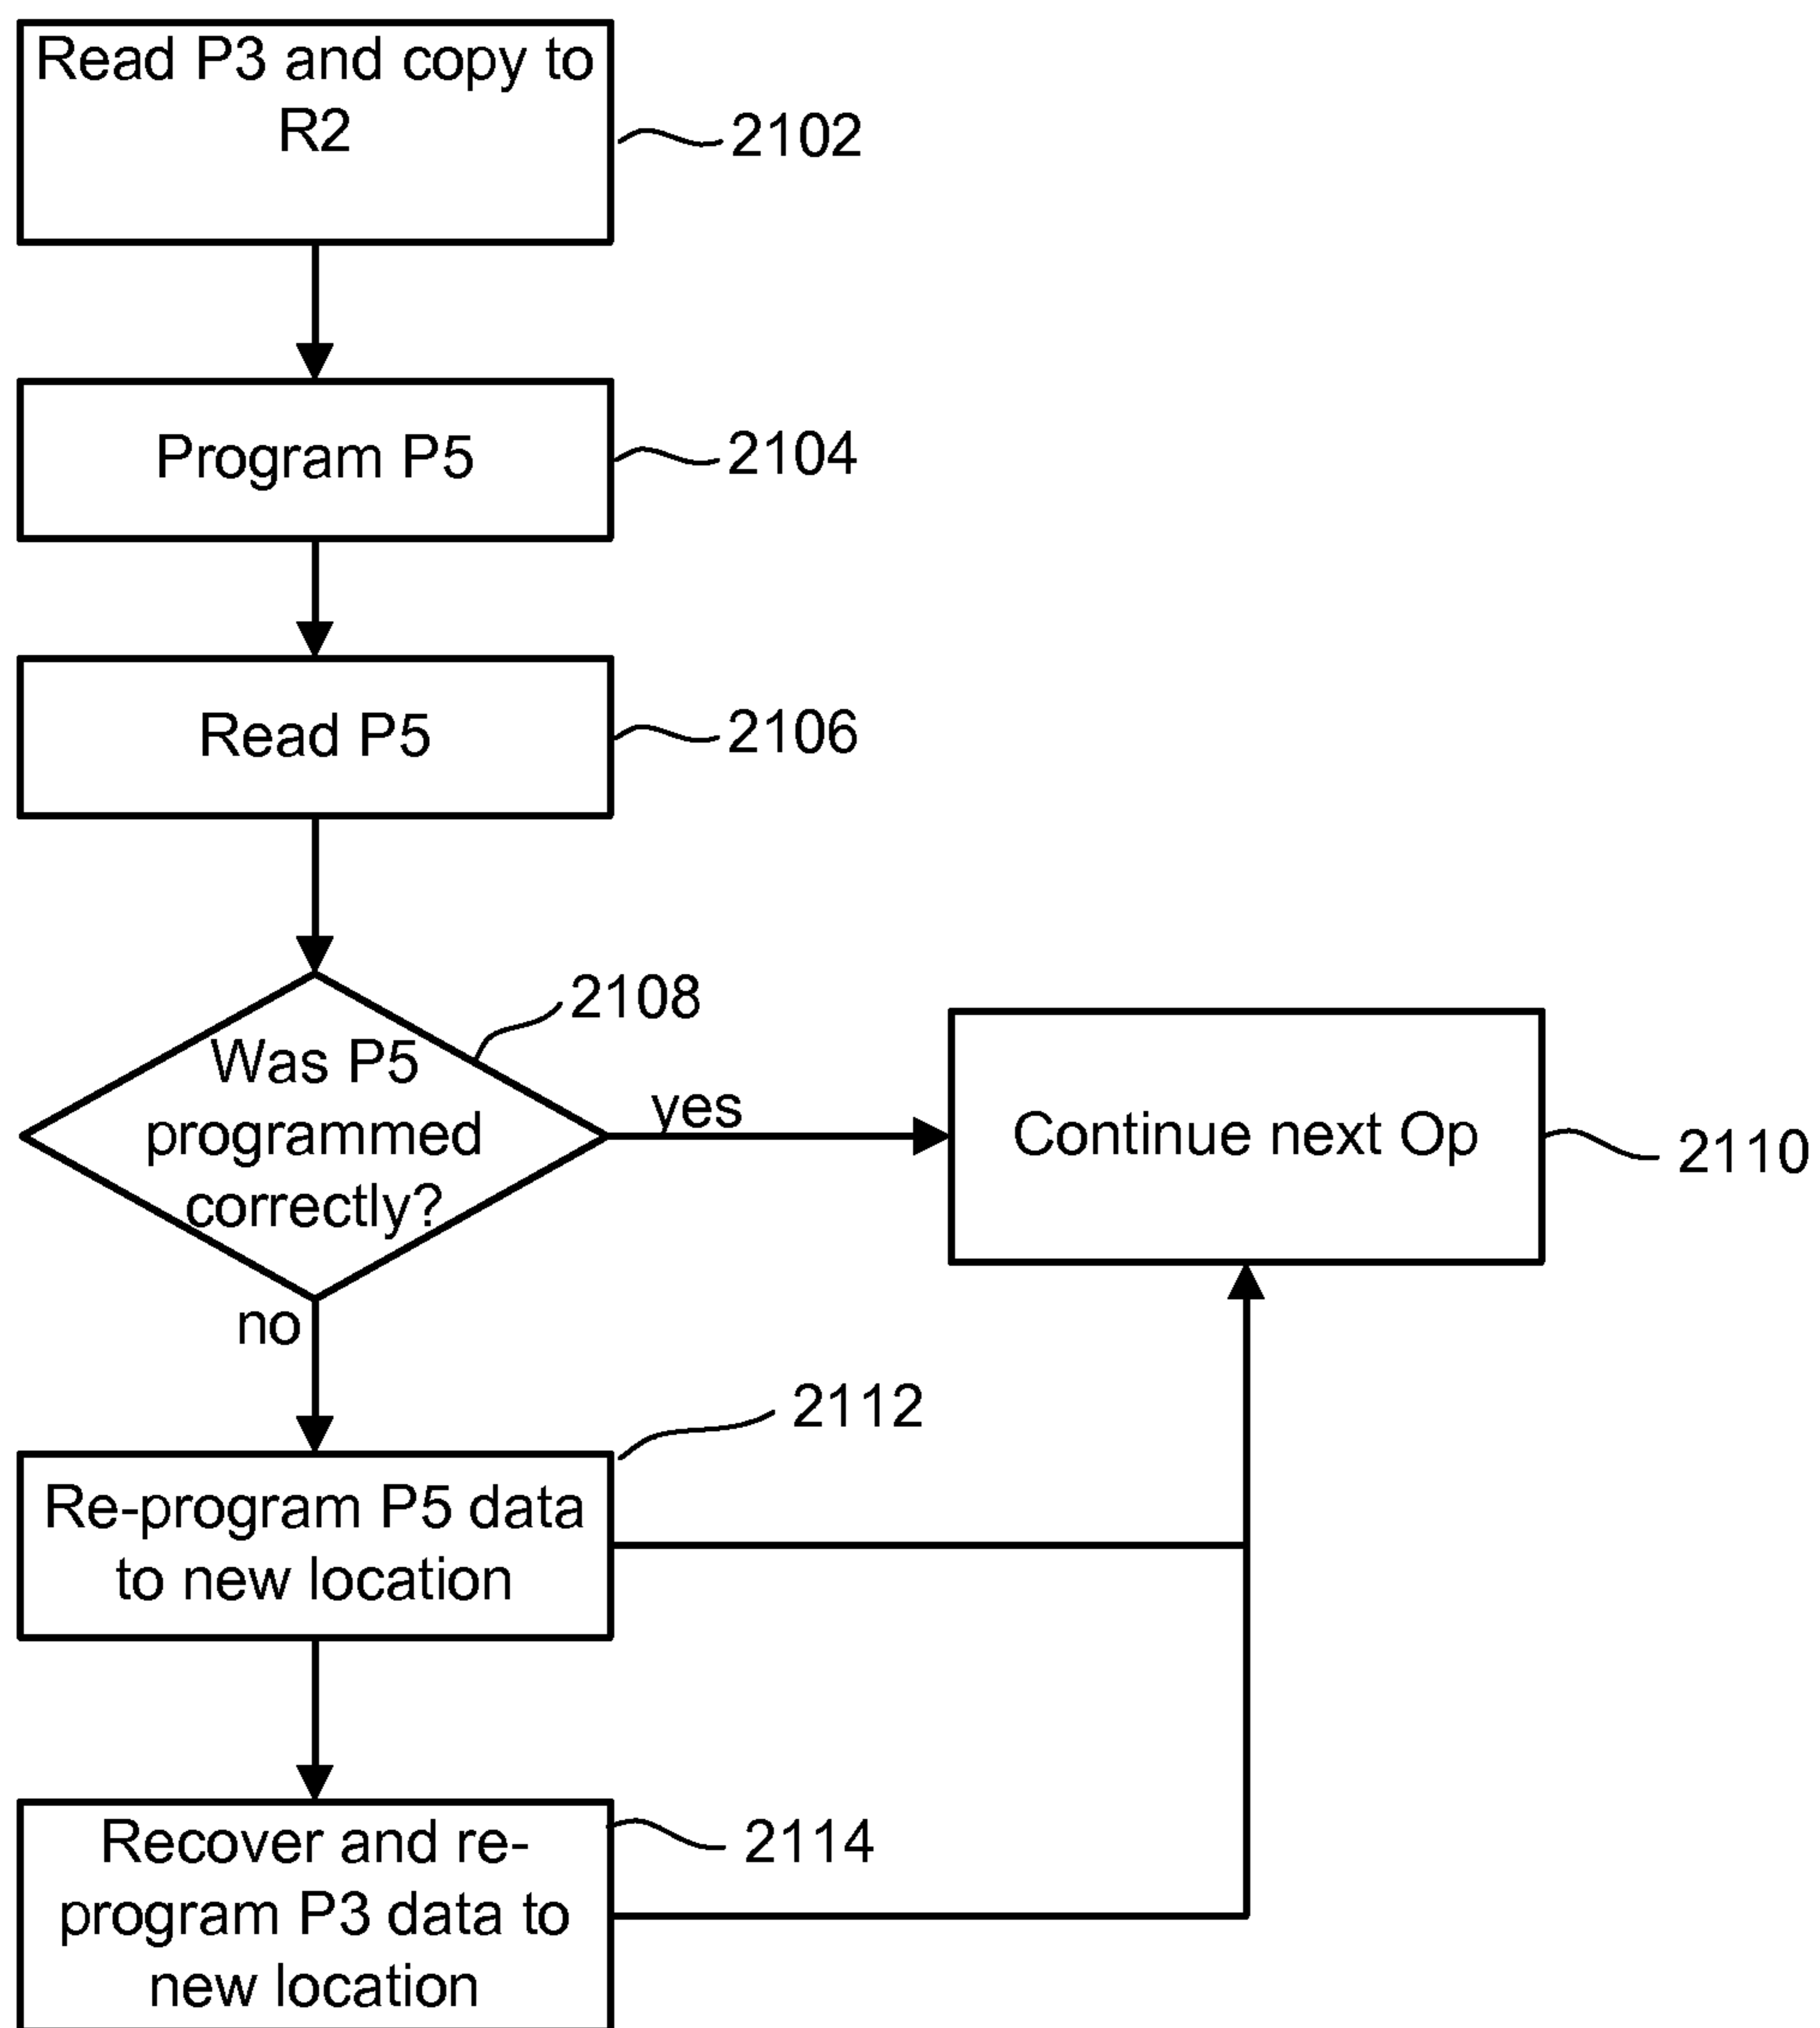 Read P3 and copy to
R2
2102
Program P5
2104
Read P5
2106
2108
Was P5
programmed
correctly?
yes
Continue next Op
2110
no
2112
Re-program P5 data
to new location
2114
Recover and re-
program P3 data to
new location